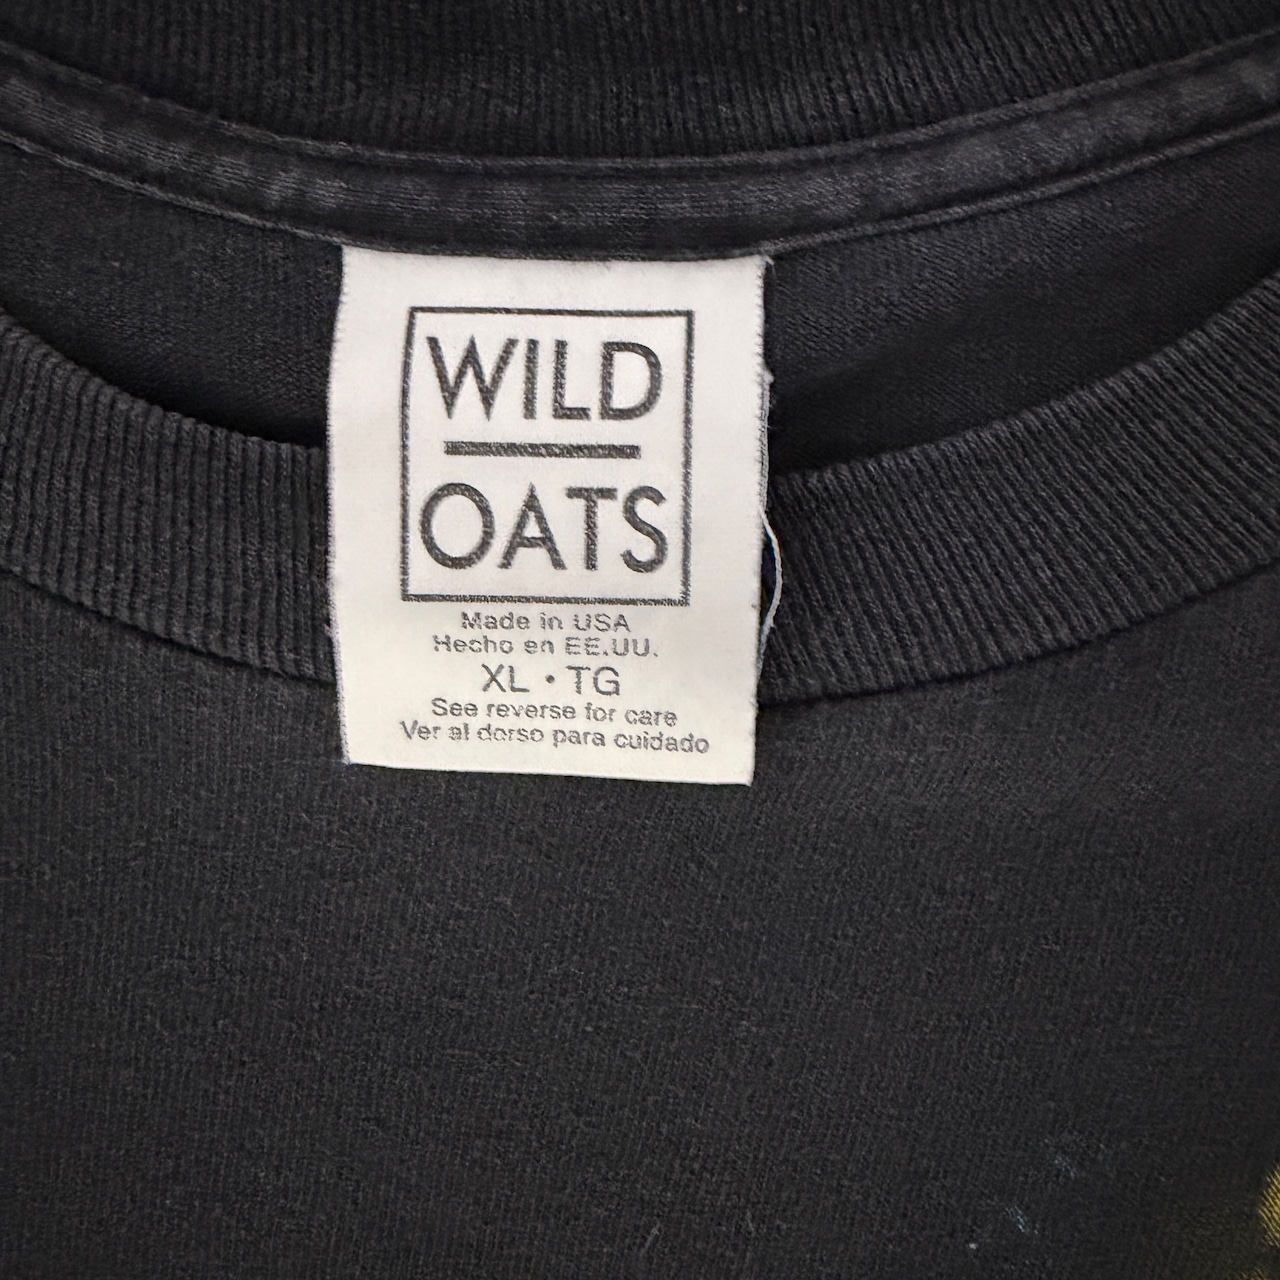 WILD
OATS
Made in USA
Hecho en EE.UU.
XL • TG
See reverse for care
Ver al dorso para cuidado